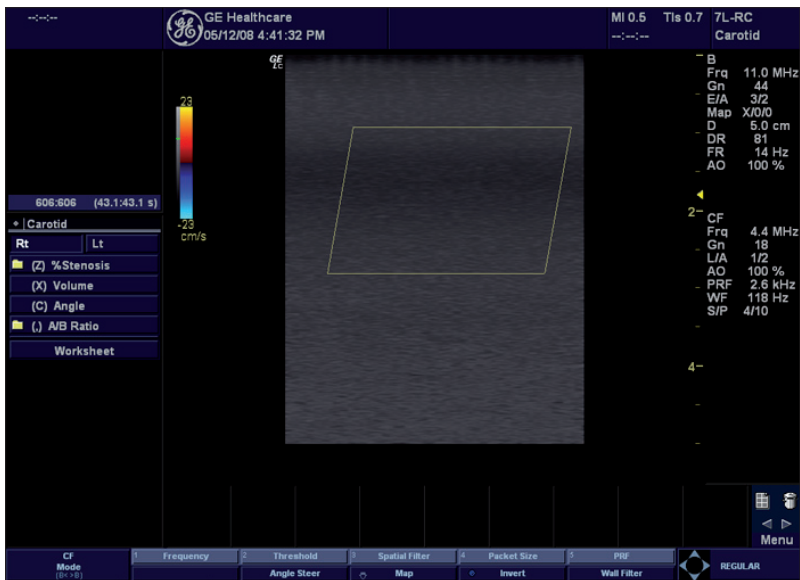 --:--:--
GE Healthcare
05/12/08 4:41:32 PM
MI 0.5 TIs 0.7
--:--:--
7L-RC
Carotid
GE
23
-23
cm/s
606:606 (43.1:43.1 s)
Carotid
Rt Lt
(Z) %Stenosis
(X) Volume
(C) Angle
(,) A/B Ratio
Worksheet
2
4
B
Frq 11.0 MHz
Gn 44
E/A 3/2
Map X/0/0
D 5.0 cm
DR 81
FR 14 Hz
AO 100 %
CF
Frq 4.4 MHz
Gn 18
L/A 1/2
AO 100 %
PRF 2.6 kHz
WF 118 Hz
S/P 4/10
Menu
CF
Mode
[B<>B]
1 Frequency 2 Threshold 3 Spatial Filter 4 Packet Size 5 PRF
Angle Steer Map Invert Wall Filter
REGULAR